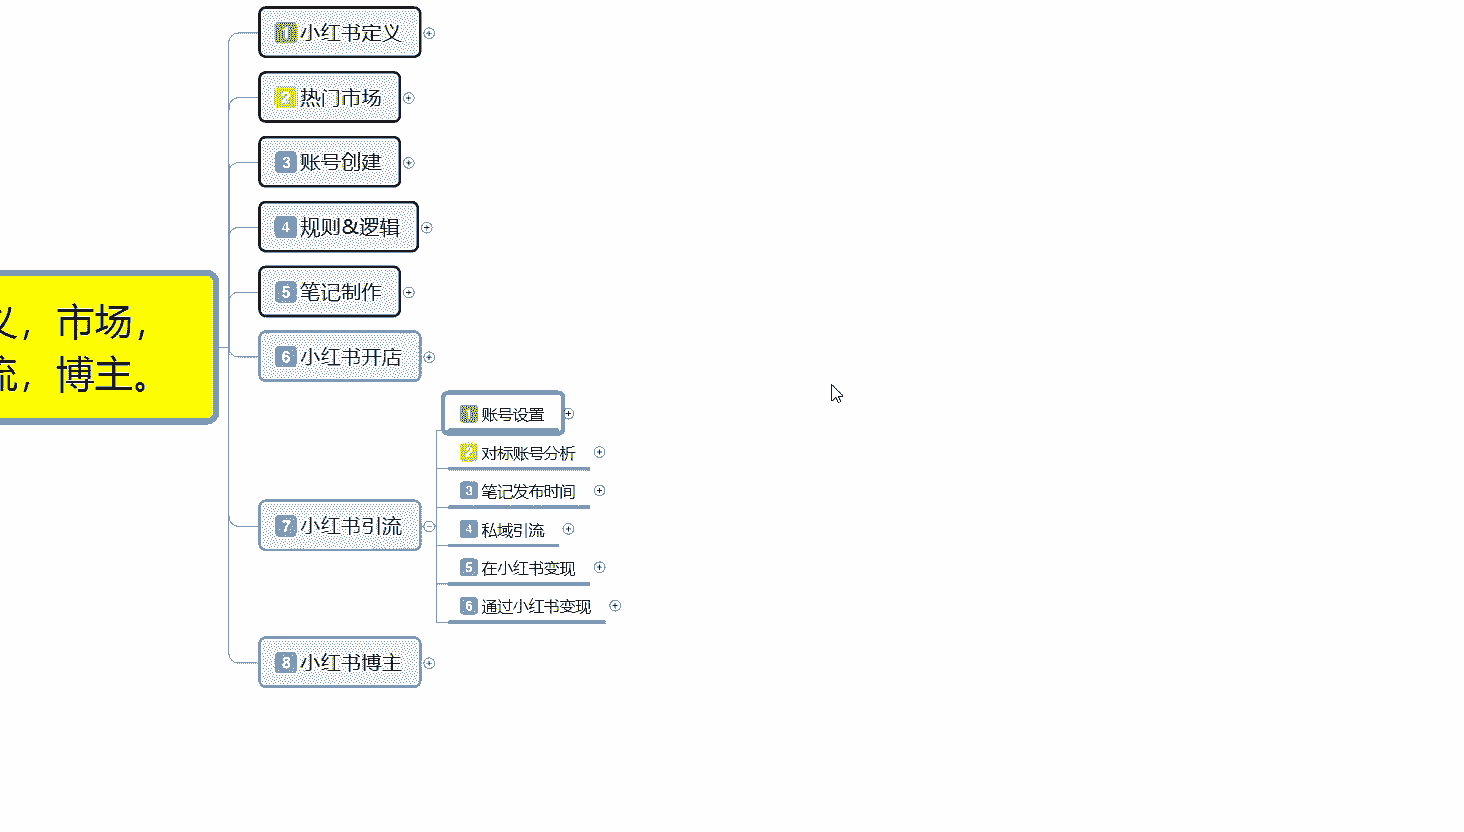 1 小红书定义
2 热门市场
3 账号创建
4 规则&逻辑
5 笔记制作
义，市场，
流，博主。
6 小红书开店
7 小红书引流
1 账号设置
2 对标账号分析
3 笔记发布时间
4 私域引流
5 在小红书变现
6 通过小红书变现
8 小红书博主